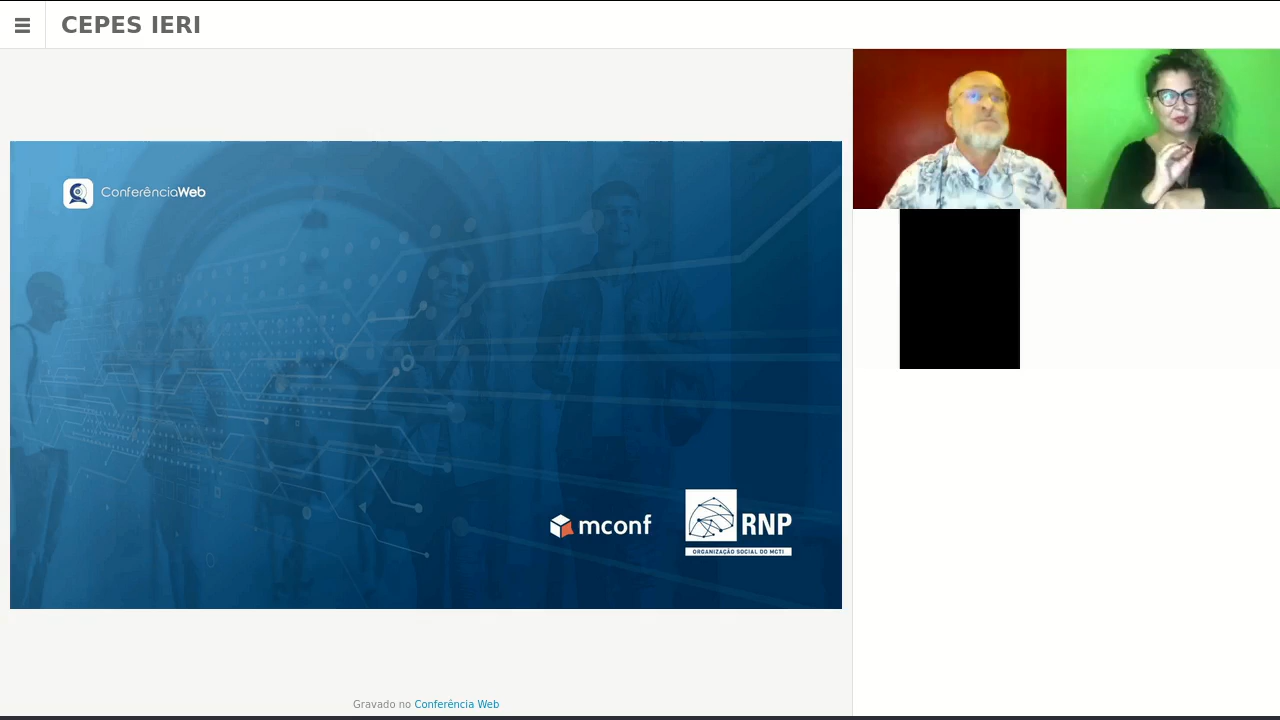 CEPES IERI
ConferênciaWeb
mconf
RNP
ORGANIZAÇÃO SOCIAL DO MCTI
Gravado no Conferência Web